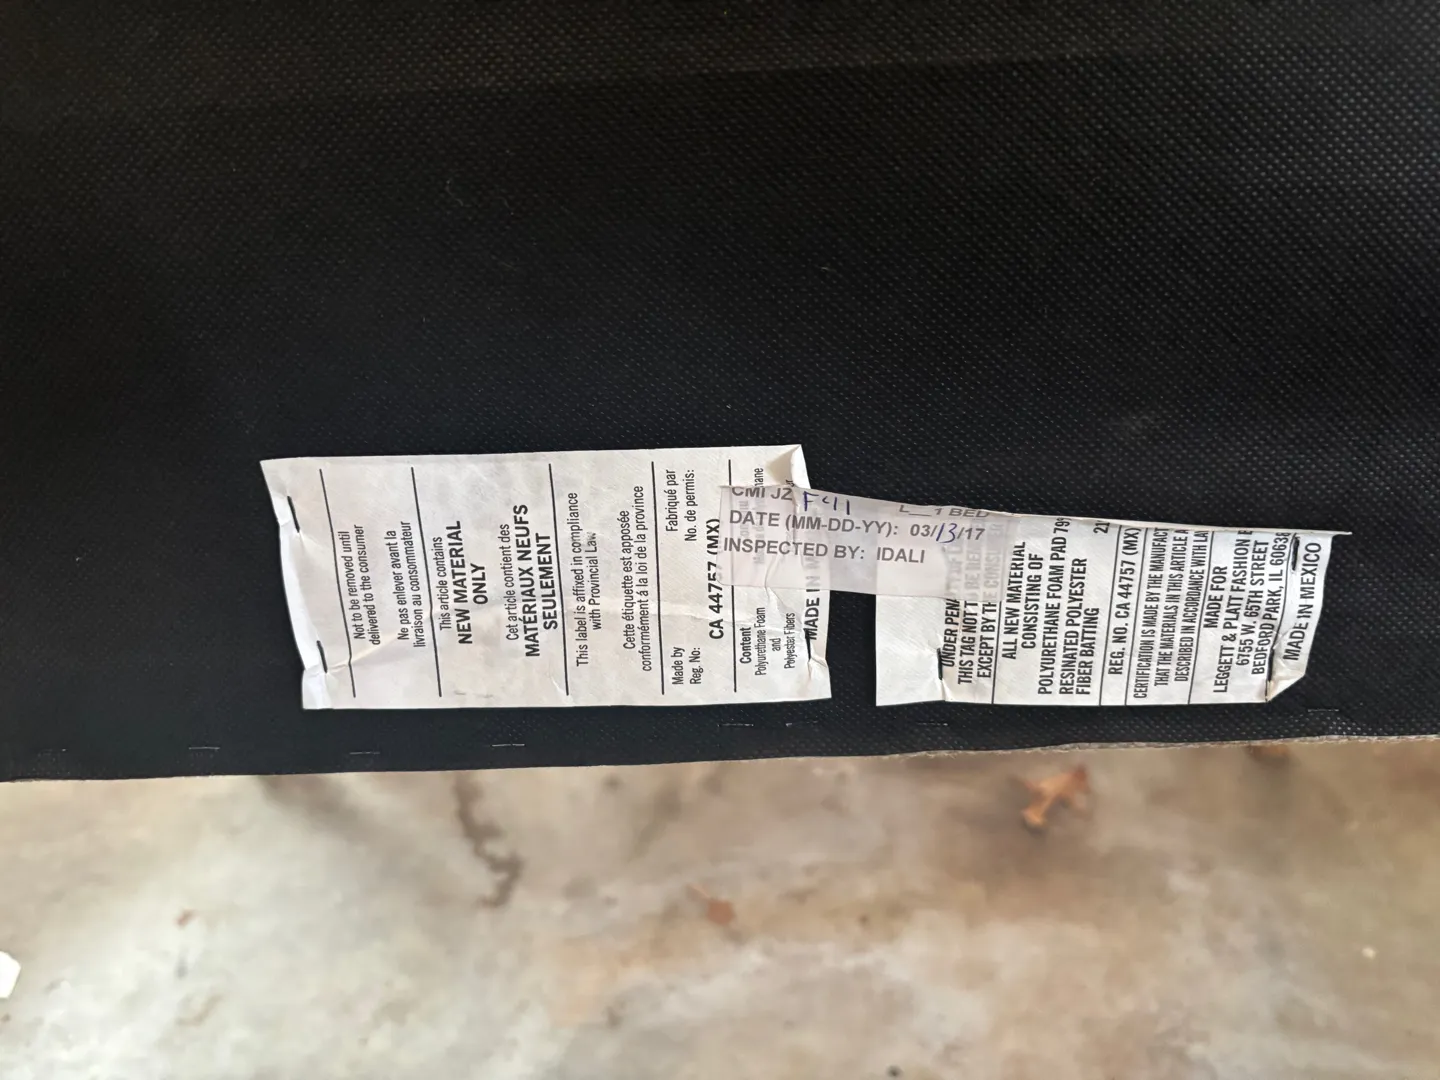 Not to be removed until
delivered to the consumer
Ne pas enlever avant la
livraison au consommateur
This article contains
NEW MATERIAL
ONLY
Cet article contient des
MATÉRIAUX NEUFS
SEULEMENT
This label is affixed in compliance
with Provincial Law.
Cette étiquette est apposée
conformément á la loi de la province
Made by Fabriqué par
Reg. No: No. de permis:
CA 44757 (MX)
Content
Polyurethane Foam
and
Polyester Fibers
MADE IN M
CMI JZ F411
L__1 BED
DATE (MM-DD-YY): 03/13/17
INSPECTED BY: IDALI
UNDER PENA
THIS TAG NOT T
EXCEPT BY THE
ALL NEW MATERIAL
CONSISTING OF
POLYURETHANE FOAM PAD 79%
RESINATED POLYESTER
FIBER BATTING 21
REG. NO. CA 44757 (MX)
CERTIFICATION IS MADE BY THE MANUFACT
THAT THE MATERIALS IN THIS ARTICLE A
DESCRIBED IN ACCORDANCE WITH LA
MADE FOR
LEGGETT & PLATT FASHION B
6755 W. 65TH STREET
BEDFORD PARK, IL 60638
MADE IN MEXICO